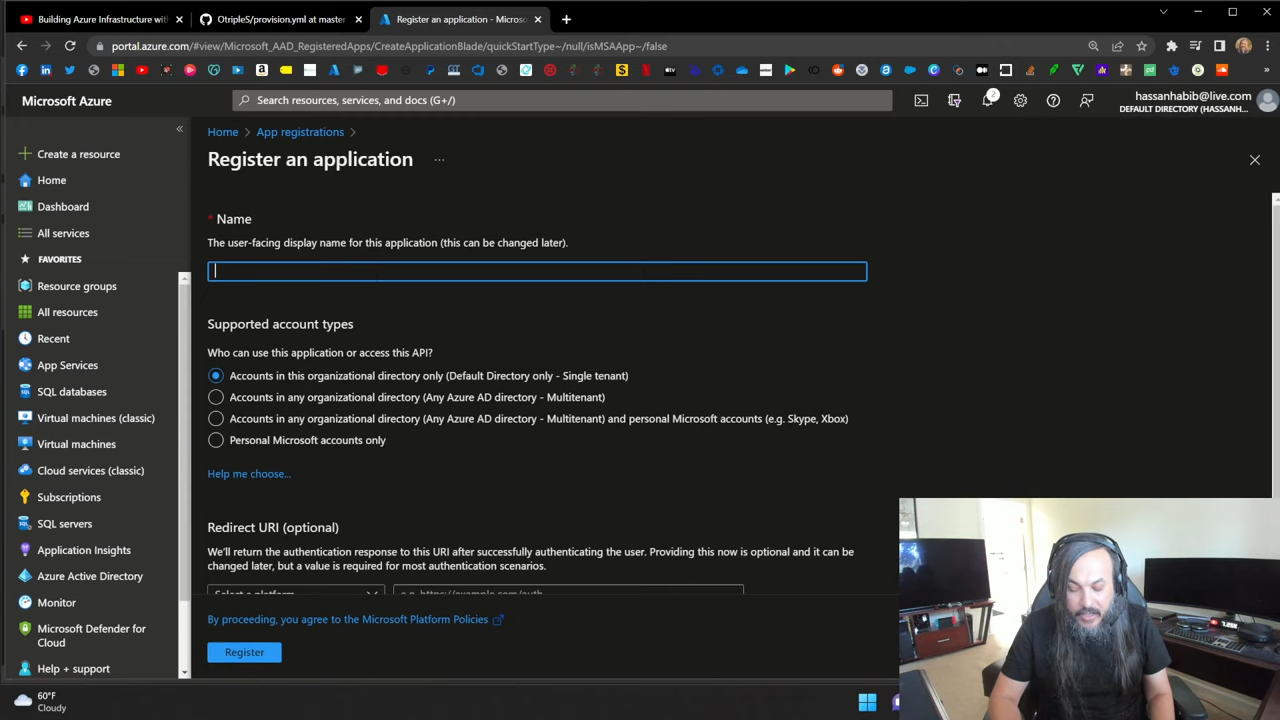 Building Azure Infrastructure with
OtripleS/provision.yml at master
Register an application - Microso
portal.azure.com/#view/Microsoft_AAD_RegisteredApps/CreateApplicationBlade/quickStartType~/null/isMSAApp~/false
Microsoft Azure
Search resources, services, and docs (G+/)
2
hassanhabib@live.com
DEFAULT DIRECTORY (HASSANH...
Home > App registrations >
Register an application ...
* Name
The user-facing display name for this application (this can be changed later).
Supported account types
Who can use this application or access this API?
Accounts in this organizational directory only (Default Directory only - Single tenant)
Accounts in any organizational directory (Any Azure AD directory - Multitenant)
Accounts in any organizational directory (Any Azure AD directory - Multitenant) and personal Microsoft accounts (e.g. Skype, Xbox)
Personal Microsoft accounts only
Help me choose...
Redirect URI (optional)
We'll return the authentication response to this URI after successfully authenticating the user. Providing this now is optional and it can be
changed later, but a value is required for most authentication scenarios.
Select a platform
e.g. https://example.com/auth
By proceeding, you agree to the Microsoft Platform Policies
Register
Create a resource
Home
Dashboard
All services
FAVORITES
Resource groups
All resources
Recent
App Services
SQL databases
Virtual machines (classic)
Virtual machines
Cloud services (classic)
Subscriptions
SQL servers
Application Insights
Azure Active Directory
Monitor
Microsoft Defender for
Cloud
Help + support
60°F
Cloudy